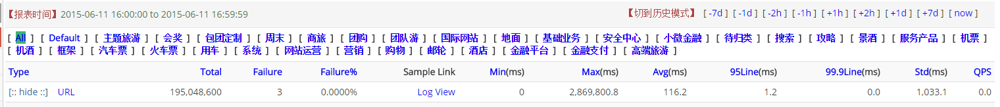 【报表时间】2015-06-11 16:00:00 to 2015-06-11 16:59:59 【切到历史模式】 [ -7d ] [ -1d ] [ -2h ] [ -1h ] [ +1h ] [ +2h ] [ +1d ] [ +7d ] [ now ]
[ All ] [ Default ] [ 主题旅游 ] [ 会奖 ] [ 包团定制 ] [ 周末 ] [ 商旅 ] [ 团购 ] [ 团队游 ] [ 国际网站 ] [ 地面 ] [ 基础业务 ] [ 安全中心 ] [ 小微金融 ] [ 待归类 ] [ 搜索 ] [ 攻略 ] [ 景酒 ] [ 服务产品 ] [ 机票 ]
[ 机酒 ] [ 框架 ] [ 汽车票 ] [ 火车票 ] [ 用车 ] [ 系统 ] [ 网站运营 ] [ 营销 ] [ 购物 ] [ 邮轮 ] [ 酒店 ] [ 金融平台 ] [ 金融支付 ] [ 高端旅游 ]
Type Total Failure Failure% Sample Link Min(ms) Max(ms) Avg(ms) 95Line(ms) 99.9Line(ms) Std(ms) QPS
[:: hide ::] URL 195,048,600 3 0.0000% Log View 0 2,869,800.8 116.2 1.2 0.0 1,033.1 0.0